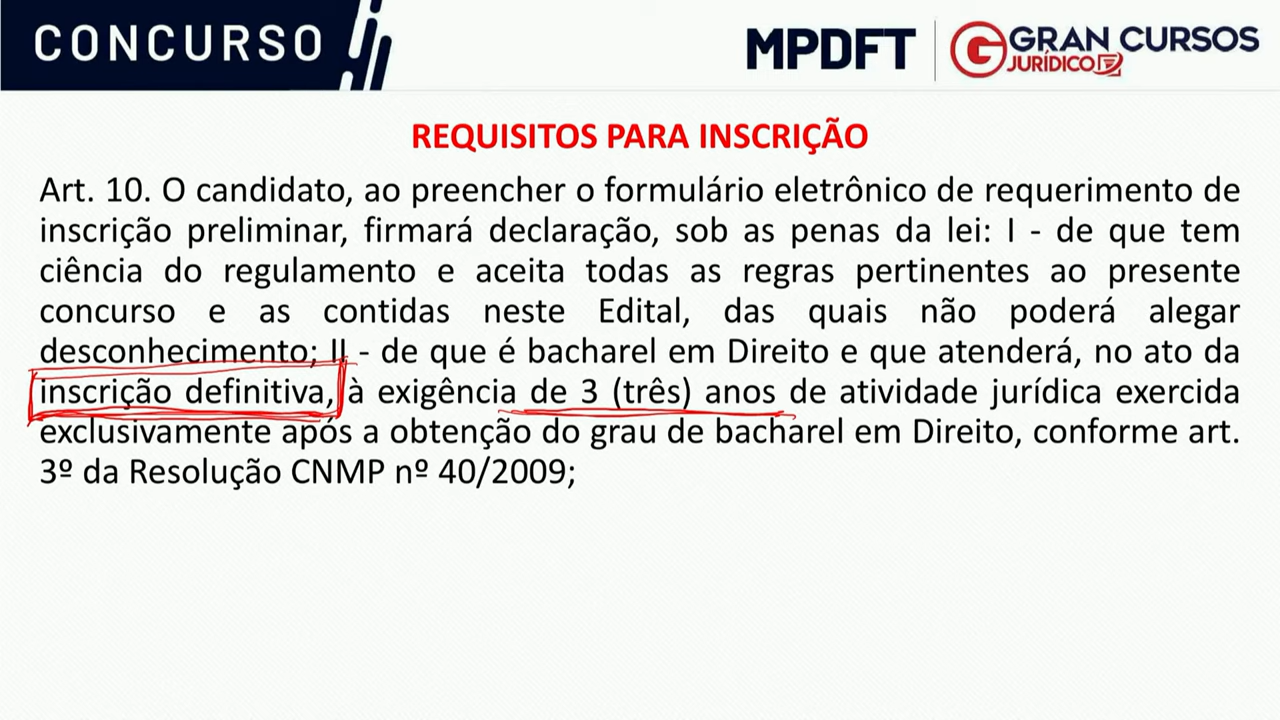 CONCURSO
MPDFT
GRAN CURSOS
JURÍDICO
REQUISITOS PARA INSCRIÇÃO
Art. 10. O candidato, ao preencher o formulário eletrônico de requerimento de
inscrição preliminar, firmará declaração, sob as penas da lei: I - de que tem
ciência do regulamento e aceita todas as regras pertinentes ao presente
concurso e as contidas neste Edital, das quais não poderá alegar
desconhecimento; II - de que é bacharel em Direito e que atenderá, no ato da
inscrição definitiva, à exigência de 3 (três) anos de atividade jurídica exercida
exclusivamente após a obtenção do grau de bacharel em Direito, conforme art.
3º da Resolução CNMP nº 40/2009;